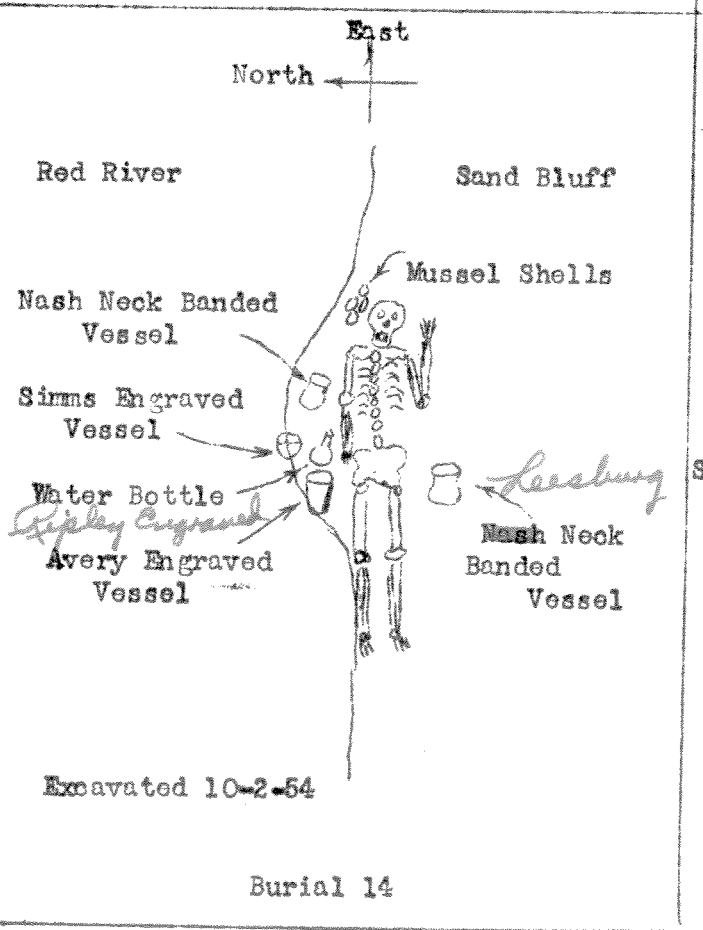 East
North
Red River
Sand Bluff
Mussel Shells
Nash Neck Banded
Vessel
Simms Engraved
Vessel
Water Bottle
Ripley Engraved
Avery Engraved
Vessel
Leesburg
Nash Neck
Banded
Vessel
S
Excavated 10-2-54
Burial 14